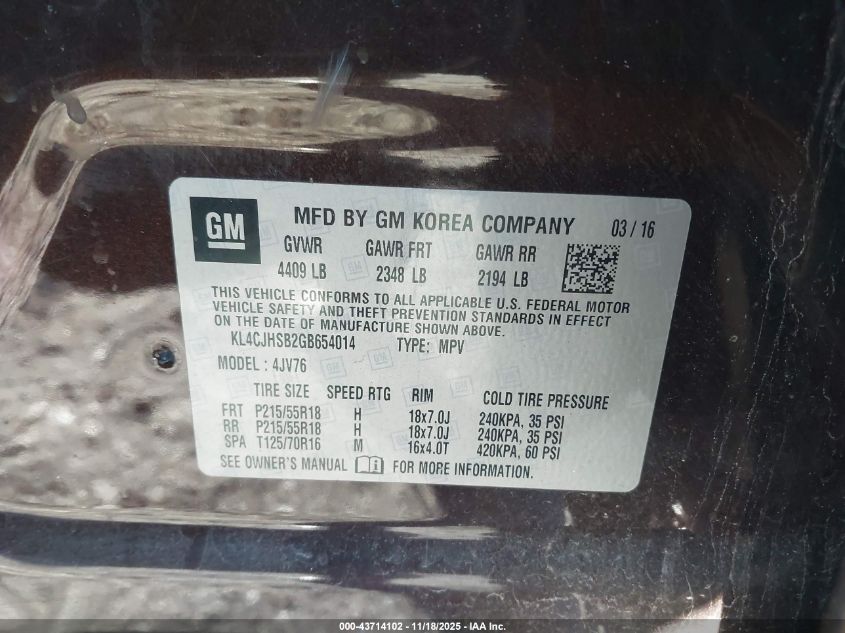 GM MFD BY GM KOREA COMPANY 03 / 16
GVWR GAWR FRT GAWR RR
4409 LB 2348 LB 2194 LB
THIS VEHICLE CONFORMS TO ALL APPLICABLE U.S. FEDERAL MOTOR
VEHICLE SAFETY AND THEFT PREVENTION STANDARDS IN EFFECT
ON THE DATE OF MANUFACTURE SHOWN ABOVE.
KL4CJHSB2GB654014 TYPE: MPV
MODEL : 4JV76
TIRE SIZE SPEED RTG RIM COLD TIRE PRESSURE
FRT P215/55R18 H 18x7.0J 240KPA, 35 PSI
RR P215/55R18 H 18x7.0J 240KPA, 35 PSI
SPA T125/70R16 M 16x4.0T 420KPA, 60 PSI
SEE OWNER'S MANUAL FOR MORE INFORMATION.
000-43714102 - 11/18/2025 - IAA Inc.